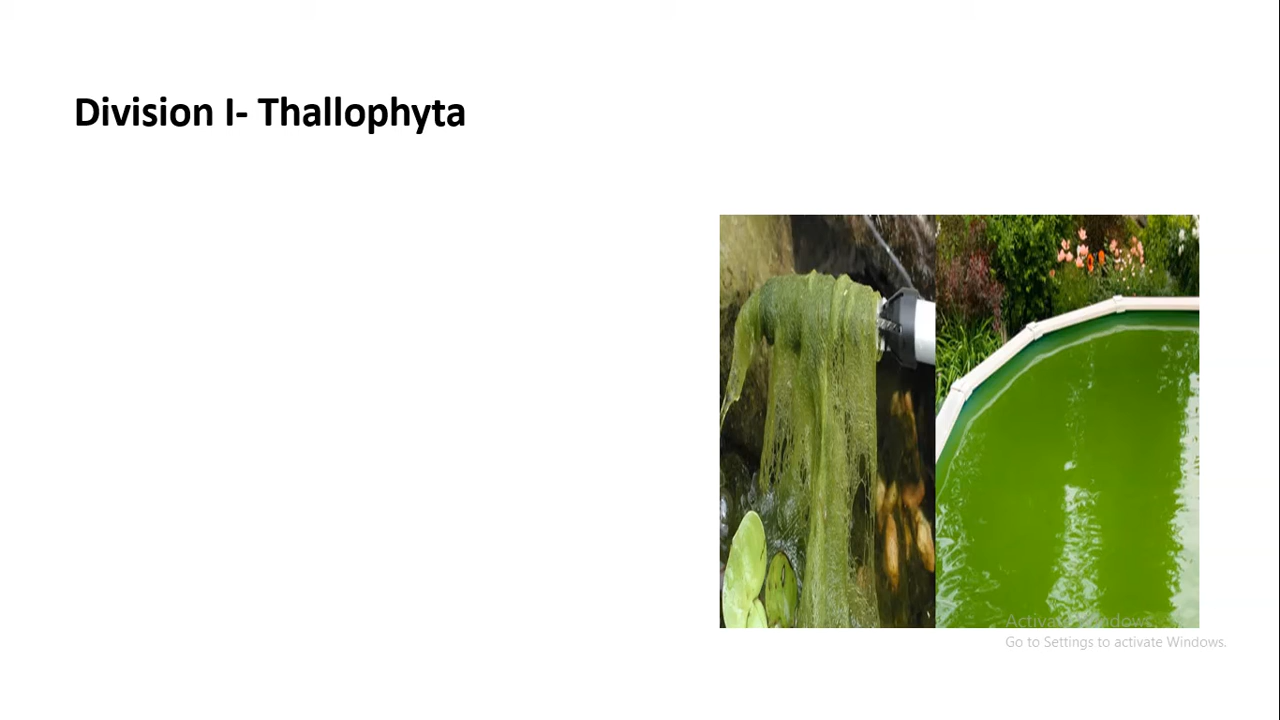 Division I- Thallophyta
Activate Windows
Go to Settings to activate Windows.